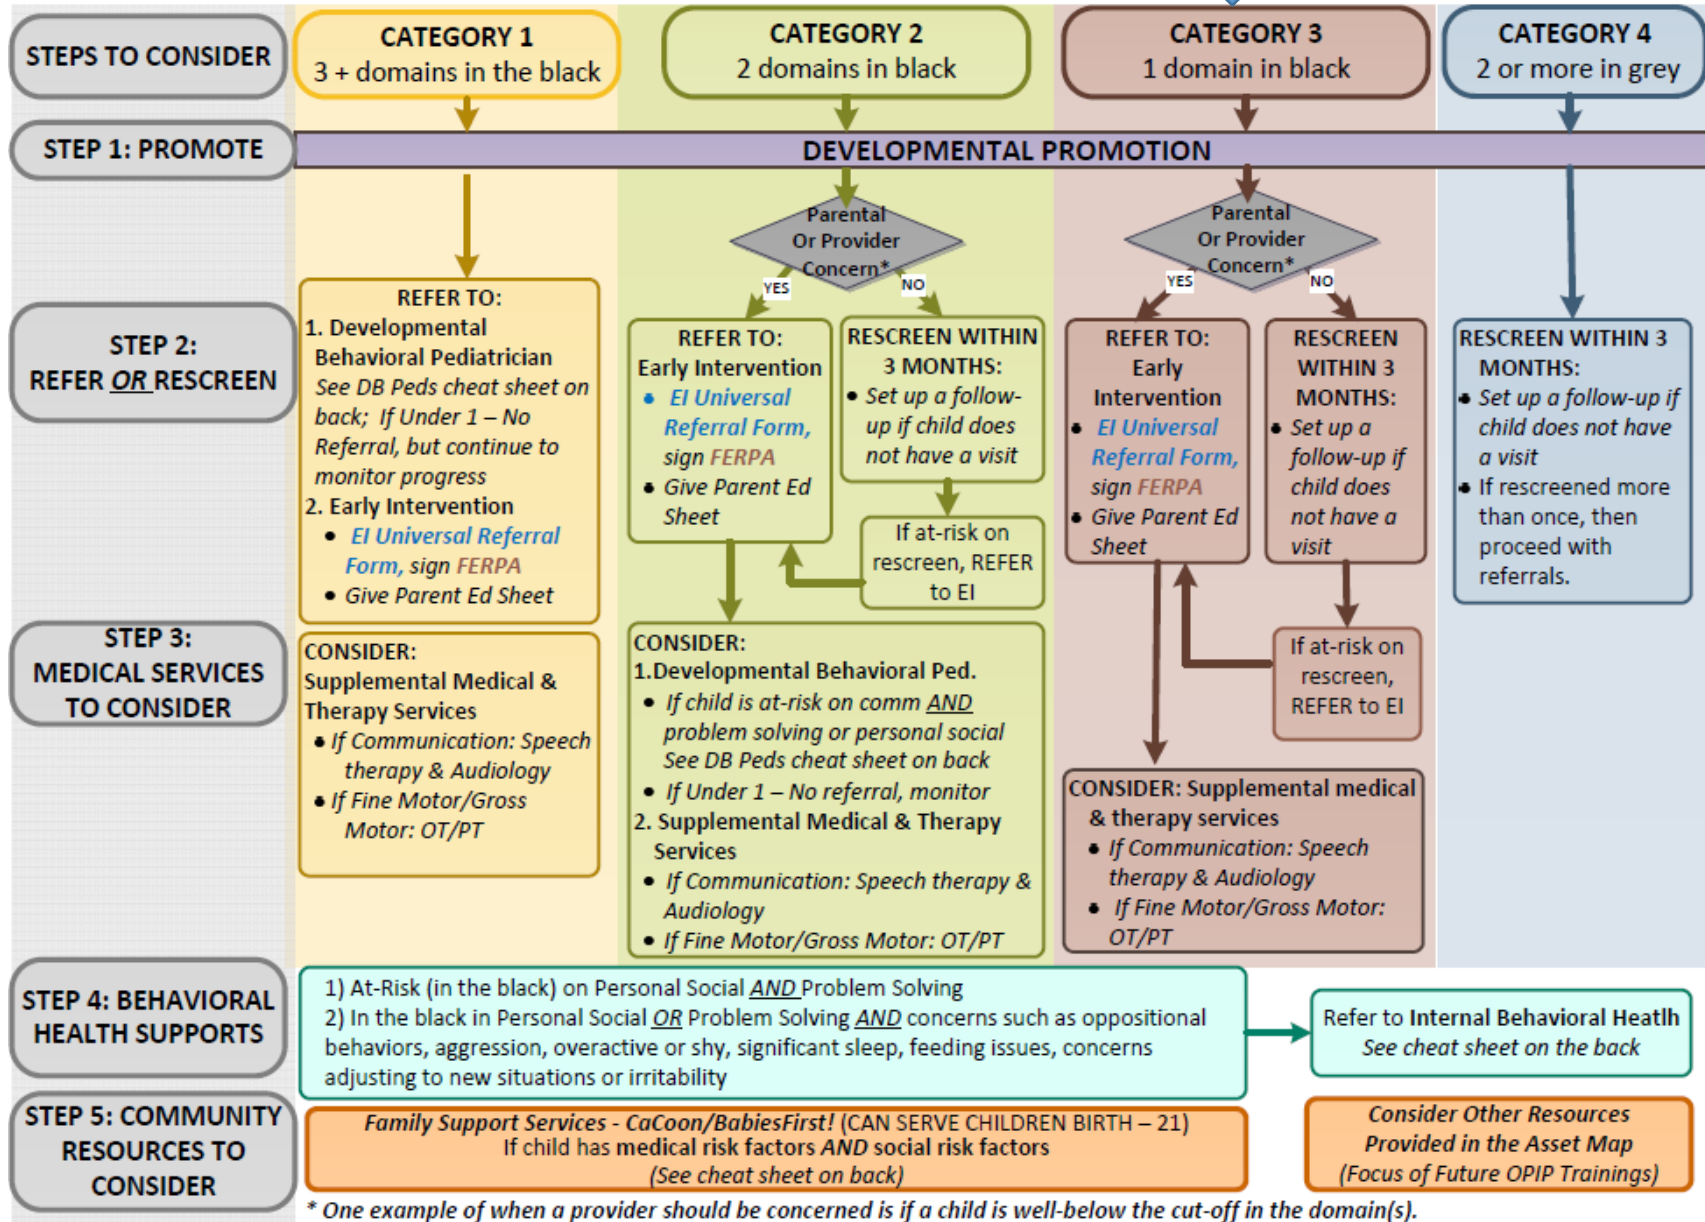 STEPS TO CONSIDER
CATEGORY 1
3 + domains in the black
CATEGORY 2
2 domains in black
CATEGORY 3
1 domain in black
CATEGORY 4
2 or more in grey
STEP 1: PROMOTE
DEVELOPMENTAL PROMOTION
Parental
Or Provider
Concern*
YES
NO
Parental
Or Provider
Concern*
YES
NO
STEP 2:
REFER OR RESCREEN
REFER TO:
1. Developmental
Behavioral Pediatrician
See DB Peds cheat sheet on
back; If Under 1 – No
Referral, but continue to
monitor progress
2. Early Intervention
• EI Universal Referral
Form, sign FERPA
• Give Parent Ed Sheet
REFER TO:
Early Intervention
• EI Universal
Referral Form,
sign FERPA
• Give Parent Ed
Sheet
RESCREEN WITHIN
3 MONTHS:
• Set up a follow-
up if child does
not have a visit
If at-risk on
rescreen, REFER
to EI
REFER TO:
Early
Intervention
• EI Universal
Referral Form,
sign FERPA
• Give Parent Ed
Sheet
RESCREEN
WITHIN 3
MONTHS:
• Set up a
follow-up if
child does
not have a
visit
If at-risk on
rescreen,
REFER to EI
RESCREEN WITHIN 3
MONTHS:
• Set up a follow-up if
child does not have
a visit
• If rescreened more
than once, then
proceed with
referrals.
STEP 3:
MEDICAL SERVICES
TO CONSIDER
CONSIDER:
Supplemental Medical &
Therapy Services
• If Communication: Speech
therapy & Audiology
• If Fine Motor/Gross
Motor: OT/PT
CONSIDER:
1.Developmental Behavioral Ped.
• If child is at-risk on comm AND
problem solving or personal social
See DB Peds cheat sheet on back
• If Under 1 – No referral, monitor
2. Supplemental Medical & Therapy
Services
• If Communication: Speech therapy &
Audiology
• If Fine Motor/Gross Motor: OT/PT
CONSIDER: Supplemental medical
& therapy services
• If Communication: Speech
therapy & Audiology
• If Fine Motor/Gross Motor:
OT/PT
STEP 4: BEHAVIORAL
HEALTH SUPPORTS
1) At-Risk (in the black) on Personal Social AND Problem Solving
2) In the black in Personal Social OR Problem Solving AND concerns such as oppositional
behaviors, aggression, overactive or shy, significant sleep, feeding issues, concerns
adjusting to new situations or irritability
Refer to Internal Behavioral Heatlh
See cheat sheet on the back
STEP 5: COMMUNITY
RESOURCES TO
CONSIDER
Family Support Services - CaCoon/BabiesFirst! (CAN SERVE CHILDREN BIRTH – 21)
If child has medical risk factors AND social risk factors
(See cheat sheet on back)
Consider Other Resources
Provided in the Asset Map
(Focus of Future OPIP Trainings)
* One example of when a provider should be concerned is if a child is well-below the cut-off in the domain(s).